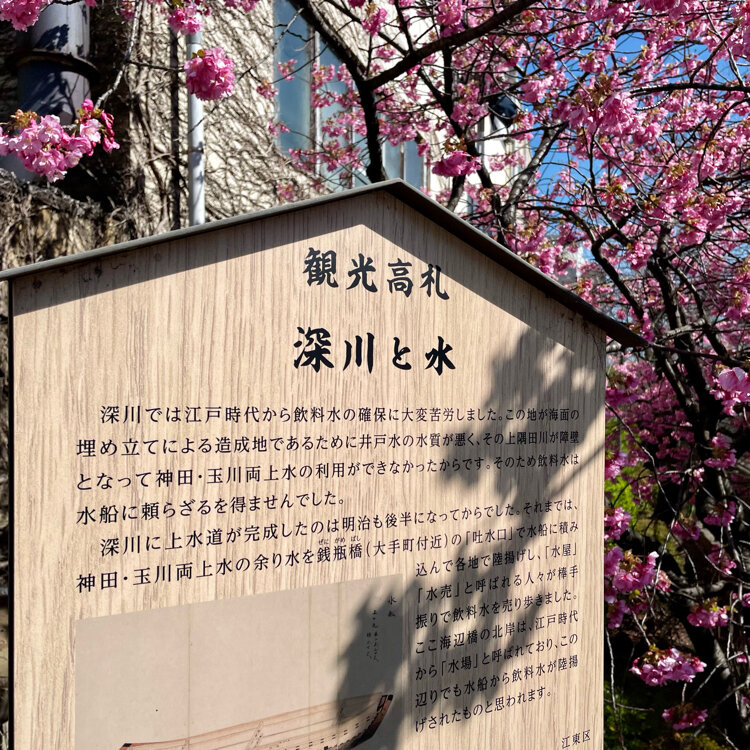 観光高札
深川と水
深川では江戸時代から飲料水の確保に大変苦労しました。この地が海面の
埋め立てによる造成地であるために井戸水の水質が悪く、その上隅田川が障壁
となって神田・玉川両上水の利用ができなかったからです。そのため飲料水は
水船に頼らざるを得ませんでした。
深川に上水道が完成したのは明治も後半になってからでした。それまでは、
神田・玉川両上水の余り水を銭瓶橋(大手町付近)の「吐水口」で水船に積み
ぜに がめ ばし
込んで各地で陸揚げし、「水屋」
「水売」と呼ばれる人々が棒手
振りで飲料水を売り歩きました。
ここ海辺橋の北岸は、江戸時代
から「水場」と呼ばれており、この
辺りでも水船から飲料水が陸揚
げされたものと思われます。
水船
江東区